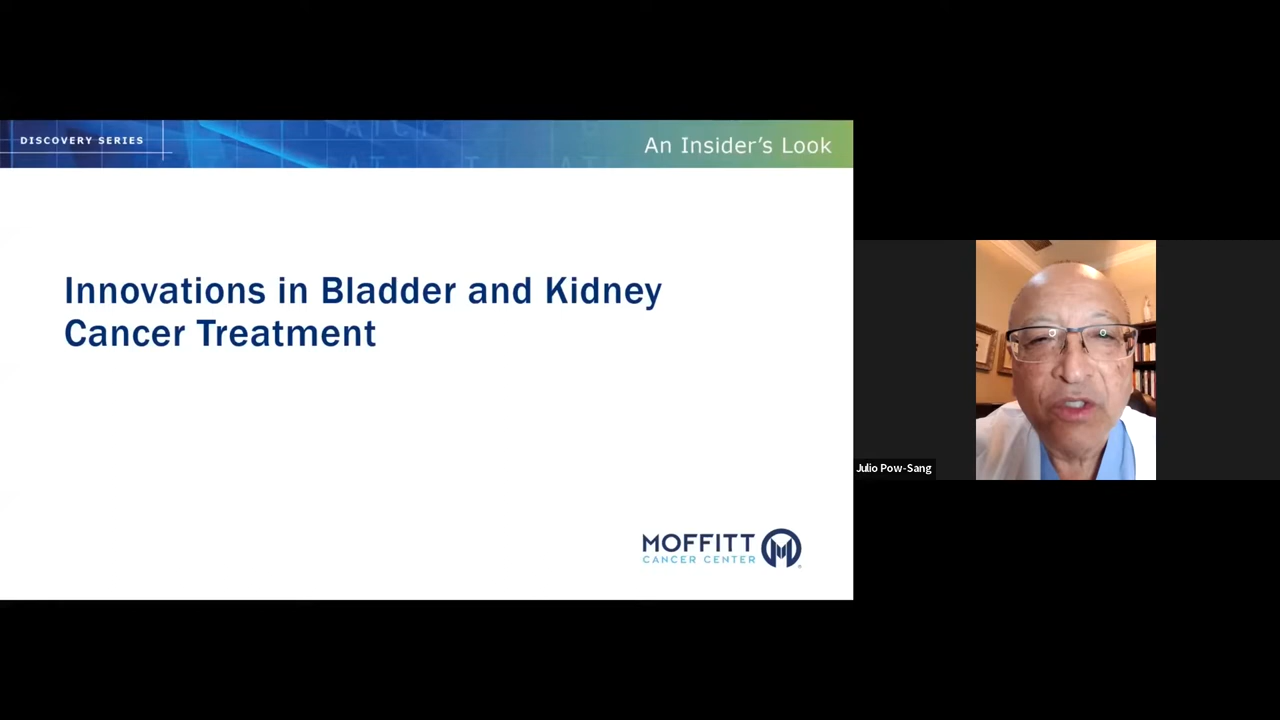 DISCOVERY SERIES
An Insider's Look
Innovations in Bladder and Kidney
Cancer Treatment
Julio Pow-Sang
MOFFITT
CANCER CENTER